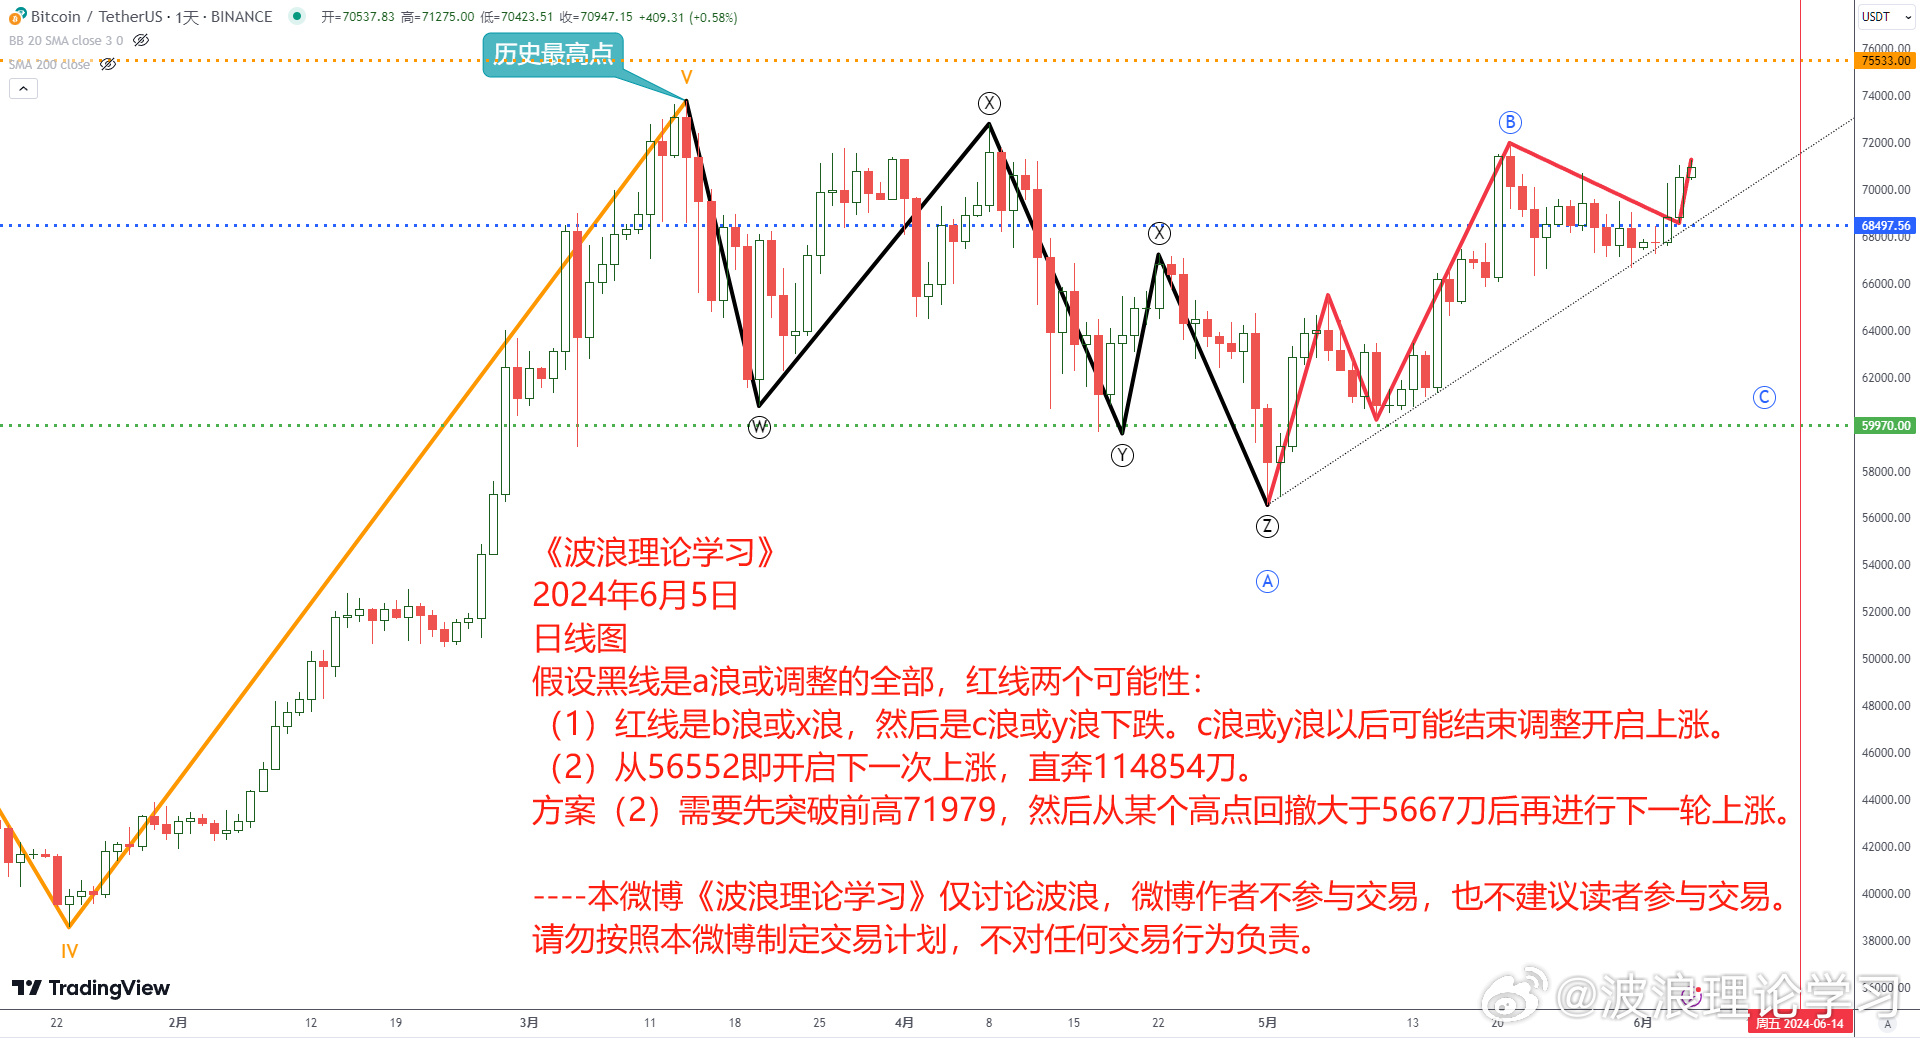 Bitcoin / TetherUS · 1天 · BINANCE 开=70537.83 高=71275.00 低=70423.51 收=70947.15 +409.31 (+0.58%)
USDT
BB 20 SMA close 3 0
SMA 200 close
历史最高点
V
X
B
X
W
Y
Z
A
C
IV
76000.00
75533.00
74000.00
72000.00
70000.00
68497.56
68000.00
66000.00
64000.00
62000.00
59970.00
58000.00
56000.00
54000.00
52000.00
50000.00
48000.00
46000.00
44000.00
42000.00
40000.00
38000.00
36000.00
《波浪理论学习》
2024年6月5日
日线图
假设黑线是a浪或调整的全部，红线两个可能性：
（1）红线是b浪或x浪，然后是c浪或y浪下跌。c浪或y浪以后可能结束调整开启上涨。
（2）从56552即开启下一次上涨，直奔114854刀。
方案（2）需要先突破前高71979，然后从某个高点回撤大于5667刀后再进行下一轮上涨。
----本微博《波浪理论学习》仅讨论波浪，微博作者不参与交易，也不建议读者参与交易。
请勿按照本微博制定交易计划，不对任何交易行为负责。
TradingView
@波浪理论学习
22 2月 12 19 3月 11 18 25 4月 8 15 22 5月 13 20 6月 周五 2024-06-14 A